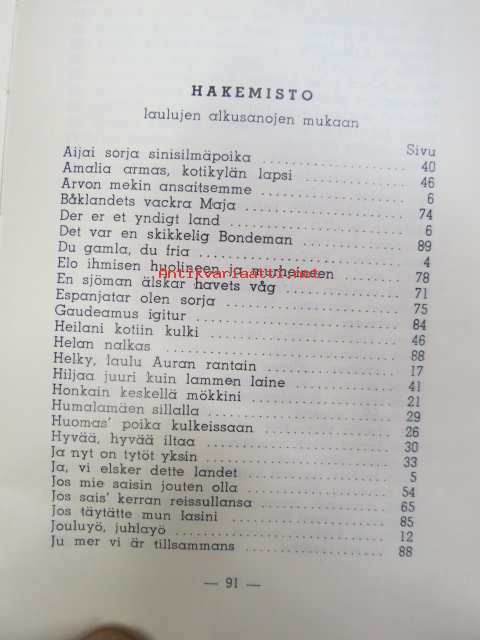 HAKEMISTO
laulujen alkusanojen mukaan
Sivu
Aijai sorja sinisilmäpoika 40
Amalia armas, kotikylän lapsi 46
Arvon mekin ansaitsemme 6
Båklandets vackra Maja 74
Der er et yndigt land 6
Det var en skikkelig Bondeman 89
Du gamla, du fria 4
Elo ihmisen huolineen ja murheineen 78
En sjöman älskar havets våg 71
Espanjatar olen sorja 75
Gaudeamus igitur 84
Heilani kotiin kulki 46
Helan nalkas 88
Helky, laulu Auran rantain 17
Hiljaa juuri kuin lammen laine 41
Honkain keskellä mökkini 21
Humalamäen sillalla 29
Huomas' poika kulkeissaan 26
Hyvää, hyvää iltaa 30
Ja nyt on tytöt yksin 33
Ja, vi elsker dette landet 5
Jos mie saisin jouten olla 54
Jos sais' kerran reissullansa 65
Jos täytätte mun lasini 85
Jouluyö, juhlayö 12
Ju mer vi är tillsammans 88
— 91 —